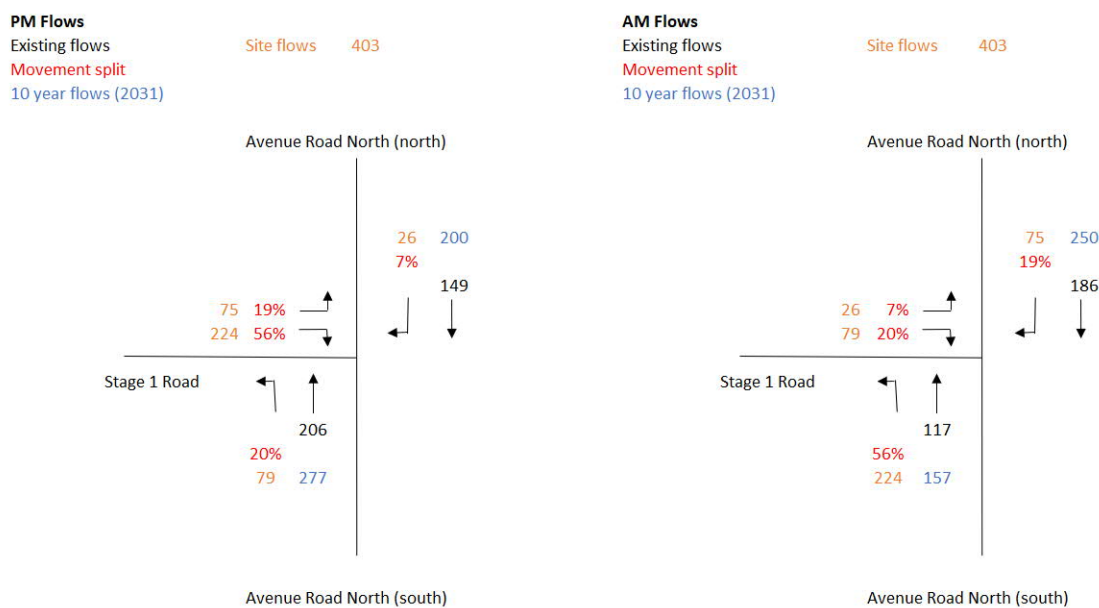 PM Flows
Existing flows
Site flows 403
Movement split
10 year flows (2031)
Avenue Road North (north)
26 200
7%
149
75 19%
224 56%
Stage 1 Road
206
20%
79 277
Avenue Road North (south)
AM Flows
Existing flows
Site flows 403
Movement split
10 year flows (2031)
Avenue Road North (north)
75 250
19%
186
26 7%
79 20%
Stage 1 Road
117
56%
224 157
Avenue Road North (south)